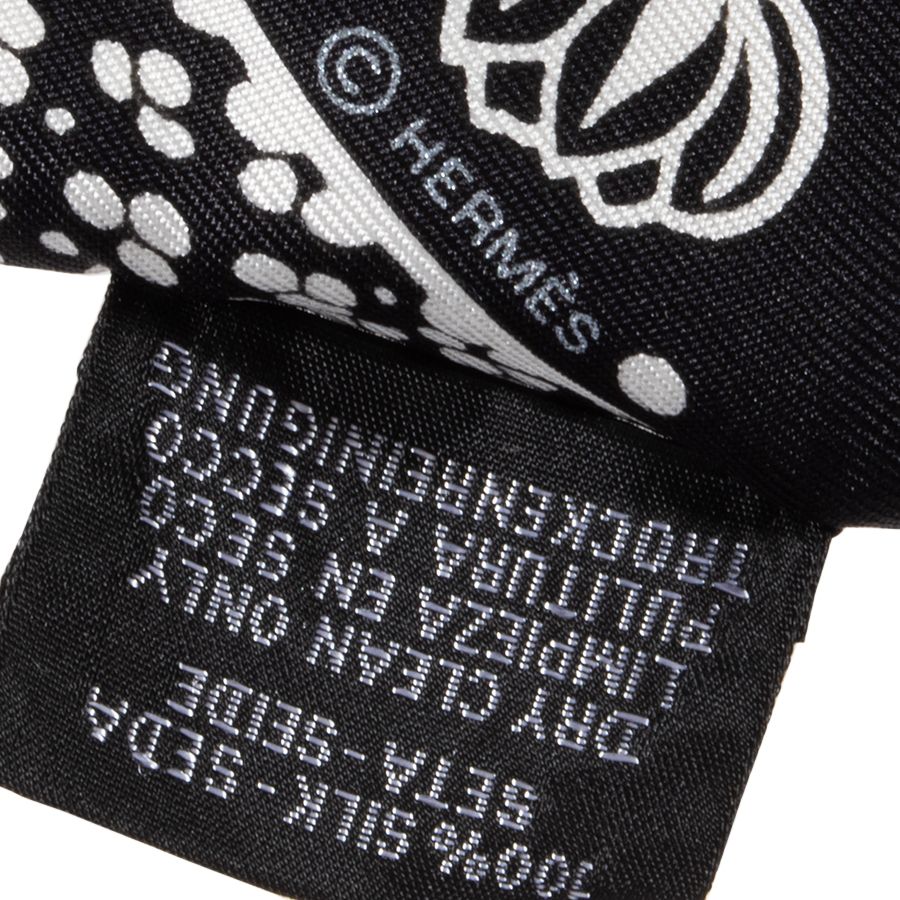 © HERMÈS
100% SILK - SEDA
SETA - SEIDE
DRY CLEAN ONLY
LIMPIEZA EN SECO
PULITURA A SECCO
TROCKENREINIGUNG